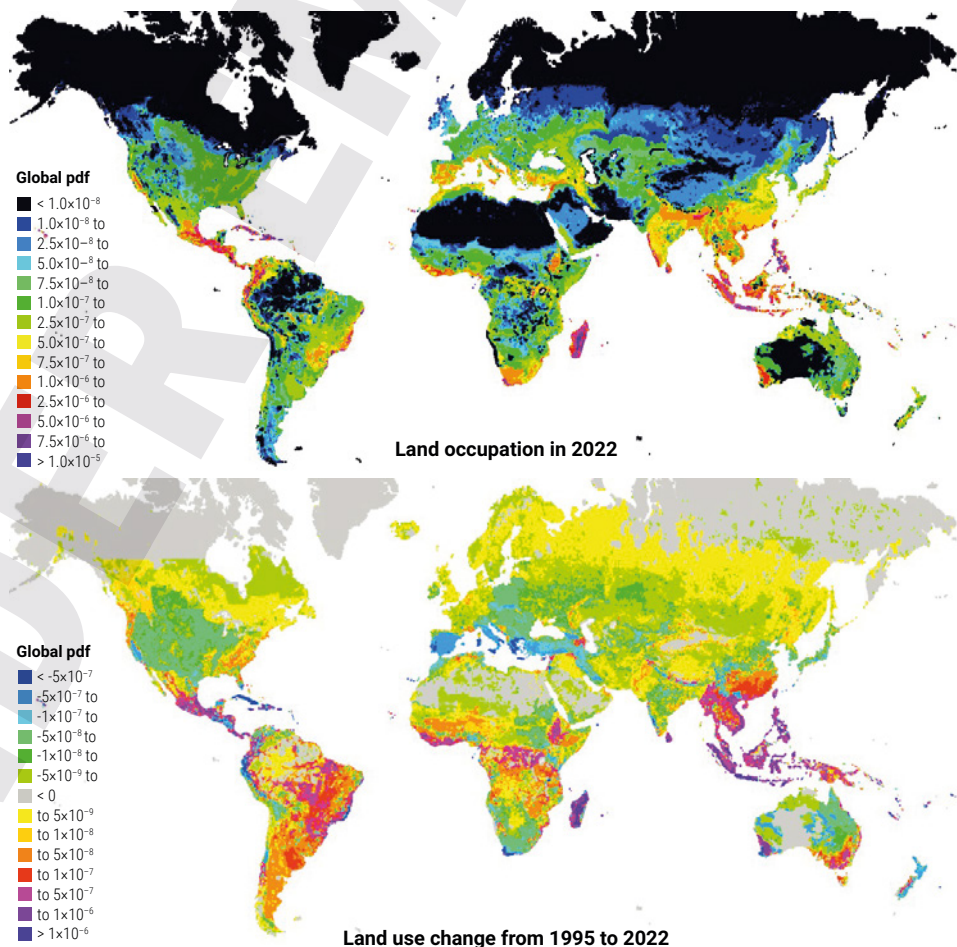 Global pdf
< 1.0×10⁻⁸
1.0×10⁻⁸ to
2.5×10⁻⁸ to
5.0×10⁻⁸ to
7.5×10⁻⁸ to
1.0×10⁻⁷ to
2.5×10⁻⁷ to
5.0×10⁻⁷ to
7.5×10⁻⁷ to
1.0×10⁻⁶ to
2.5×10⁻⁶ to
5.0×10⁻⁶ to
7.5×10⁻⁶ to
> 1.0×10⁻⁵
Land occupation in 2022
Global pdf
< -5×10⁻⁷
-5×10⁻⁷ to
-1×10⁻⁷ to
-5×10⁻⁸ to
-1×10⁻⁸ to
-5×10⁻⁹ to
< 0
to 5×10⁻⁹
to 1×10⁻⁸
to 5×10⁻⁸
to 1×10⁻⁷
to 5×10⁻⁷
to 1×10⁻⁶
> 1×10⁻⁶
Land use change from 1995 to 2022